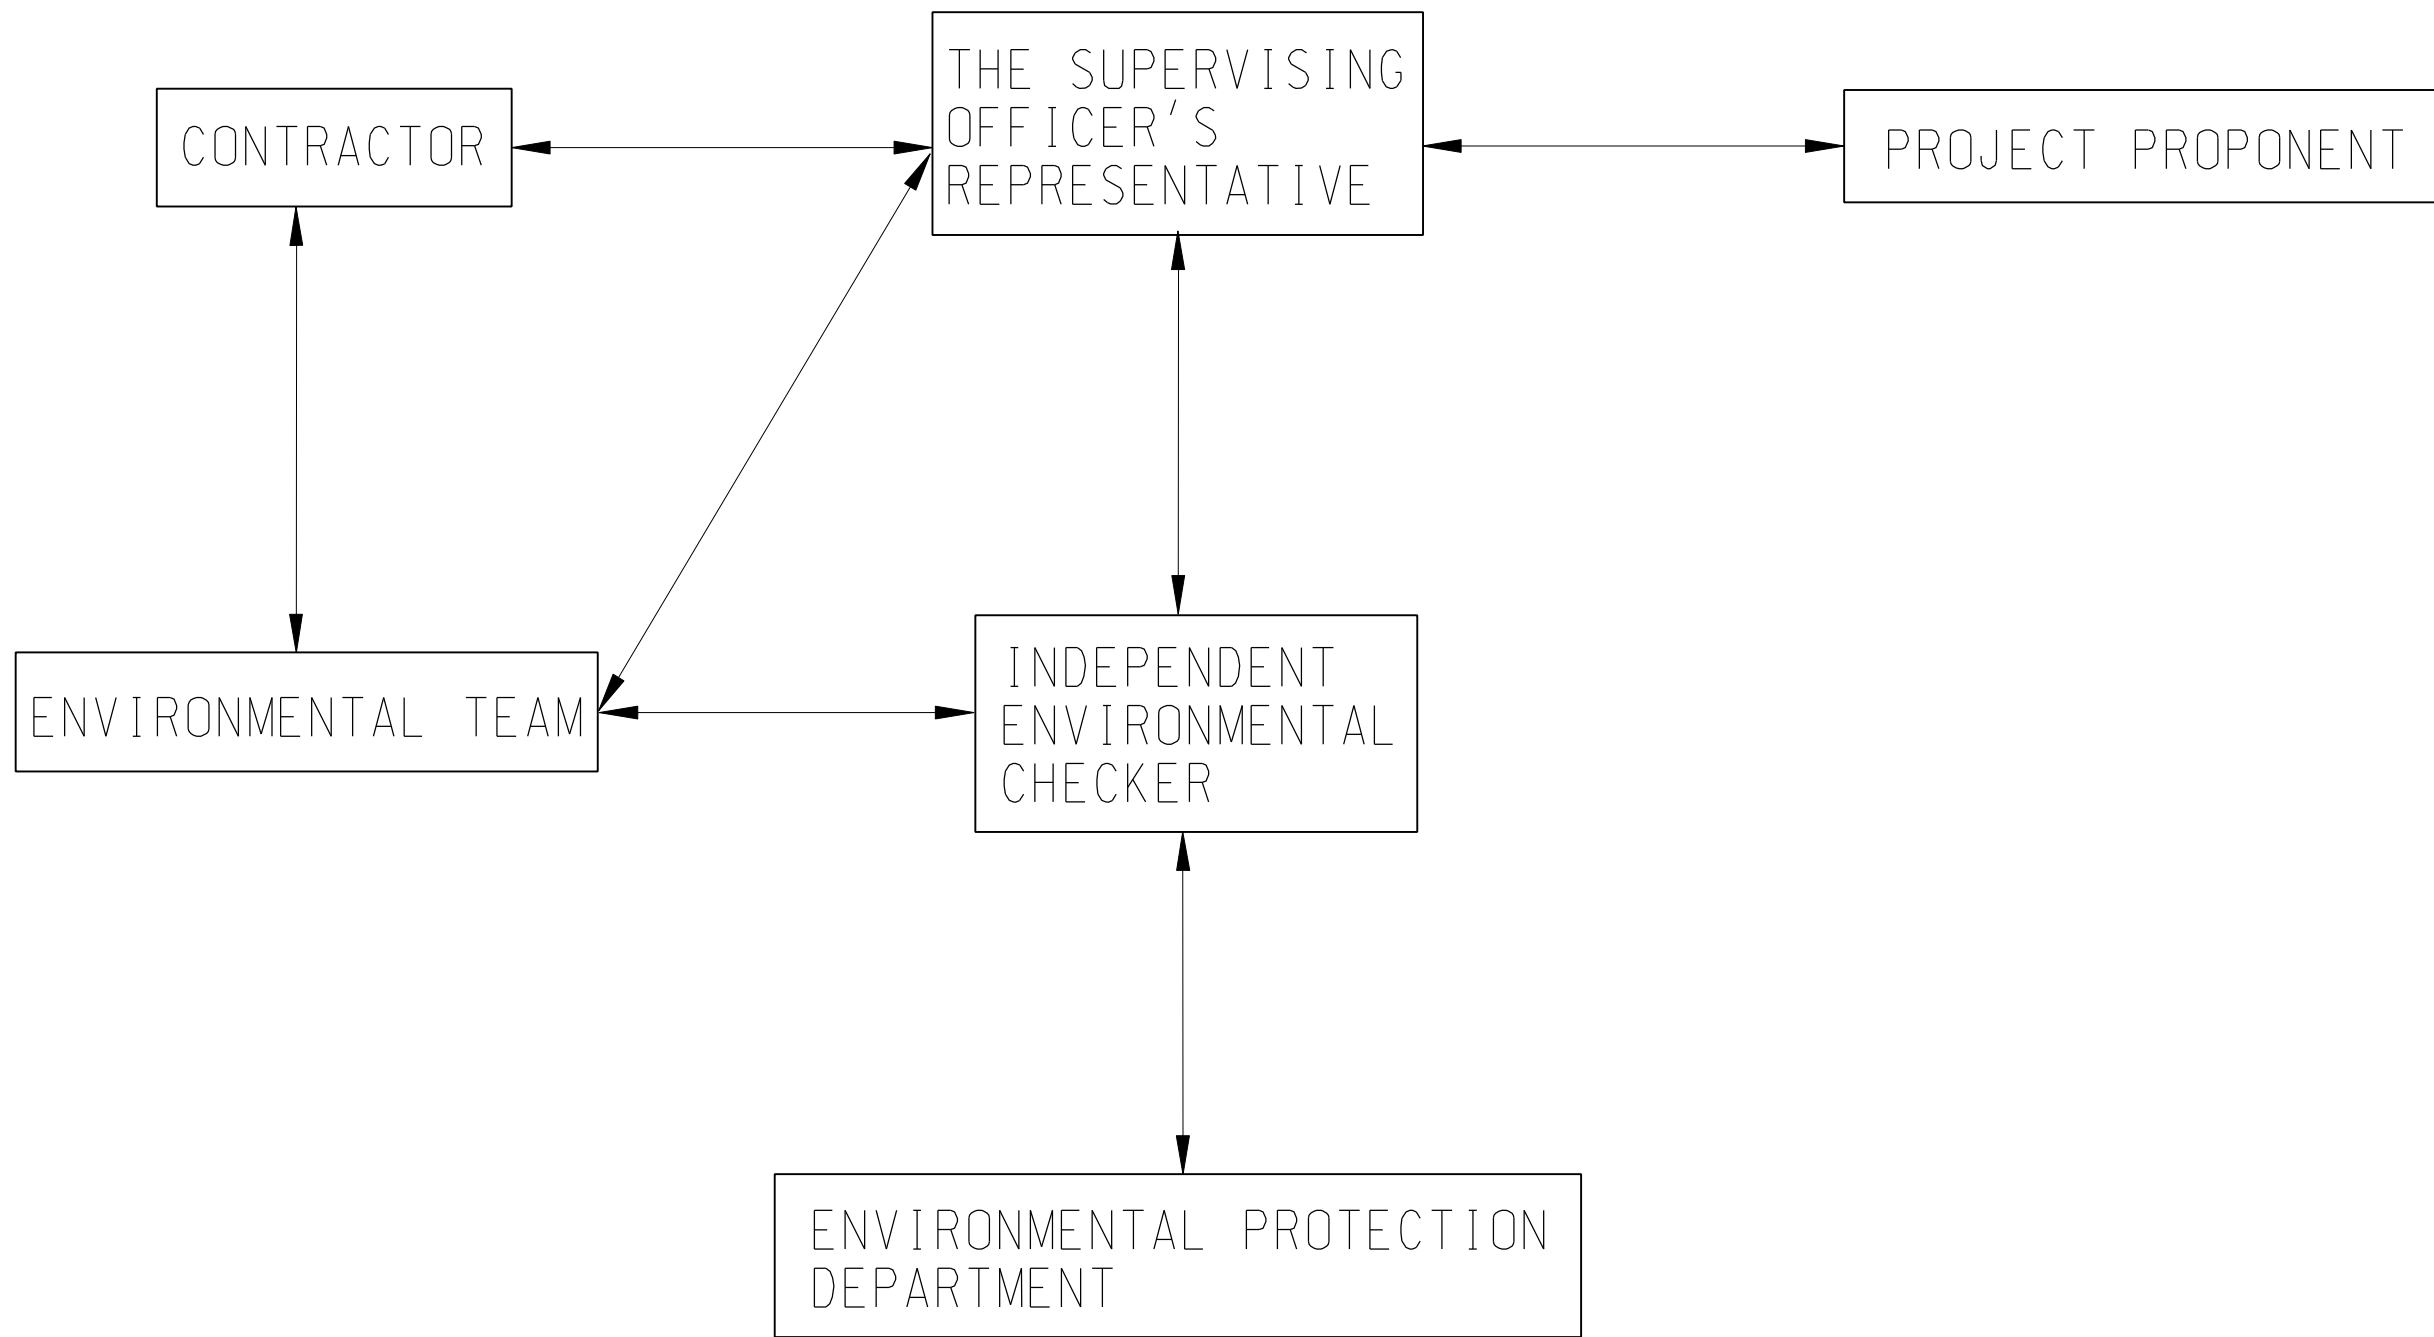 THE SUPERVISING
OFFICER'S
REPRESENTATIVE
CONTRACTOR
PROJECT PROPONENT
INDEPENDENT
ENVIRONMENTAL
CHECKER
ENVIRONMENTAL TEAM
ENVIRONMENTAL PROTECTION
DEPARTMENT